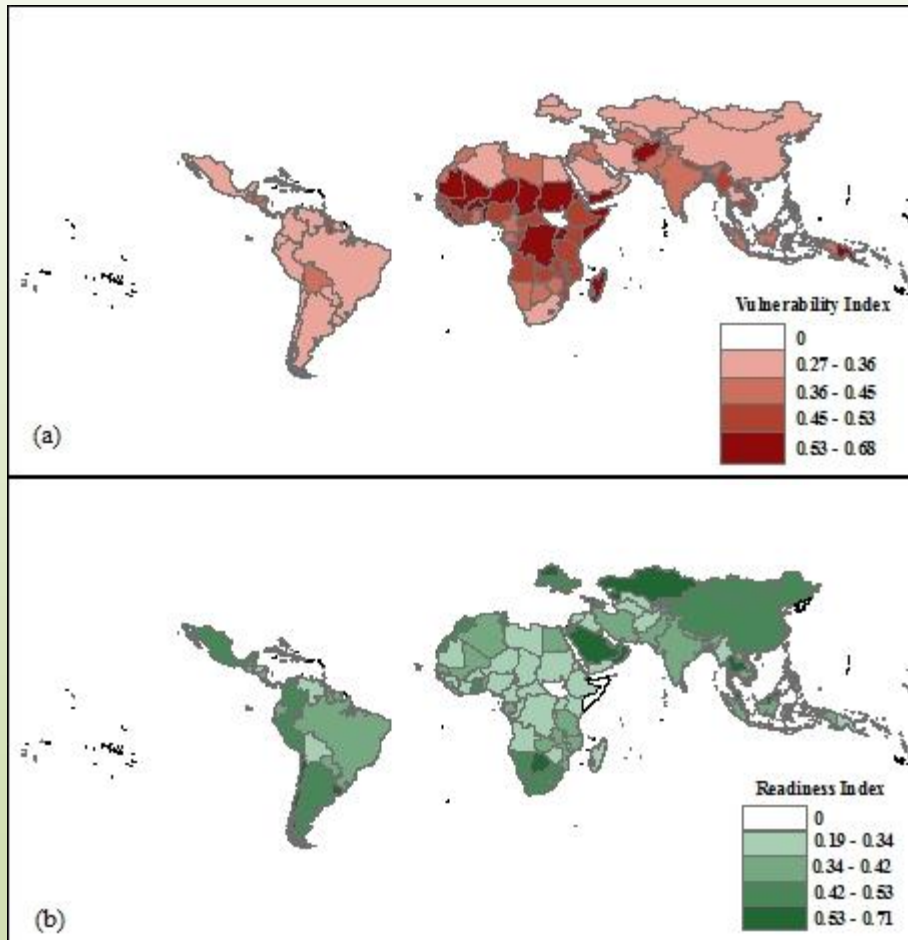 Vulnerability Index
0
0.27 - 0.36
0.36 - 0.45
0.45 - 0.53
0.53 - 0.68
(a)
Readiness Index
0
0.19 - 0.34
0.34 - 0.42
0.42 - 0.53
0.53 - 0.71
(b)